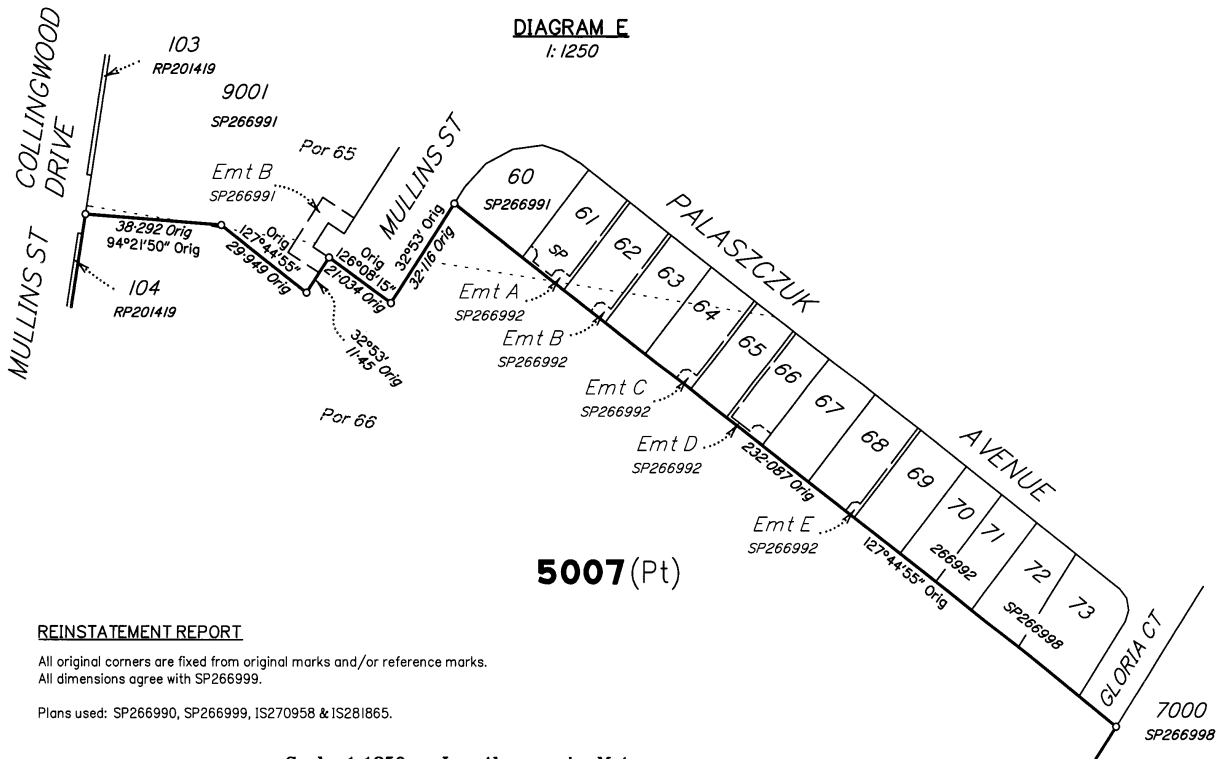 DIAGRAM E
1:1250
COLLINGWOOD
DRIVE
103
RP201419
9001
SP266991
Por 65
Emt B
SP266991
MULLINS ST
MULLINS ST
38·292 Orig
94°21'50" Orig
Orig
127°44'55"
29·949 Orig
Orig
126°08'15"
21·034 Orig
32°53' Orig
32·116 Orig
32°53' Orig
11·45
104
RP201419
Por 66
60
SP266991
61
SP
62
63
64
65
66
67
68
69
70
71
266992
72
SP266998
73
PALASZCZUK
AVENUE
Emt A
SP266992
Emt B
SP266992
Emt C
SP266992
Emt D
SP266992
232·087 Orig
Emt E
SP266992
127°44'55" Orig
GLORIA CT
7000
SP266998
5007 (Pt)
REINSTATEMENT REPORT
All original corners are fixed from original marks and/or reference marks.
All dimensions agree with SP266999.
Plans used: SP266990, SP266999, IS270958 & IS281865.